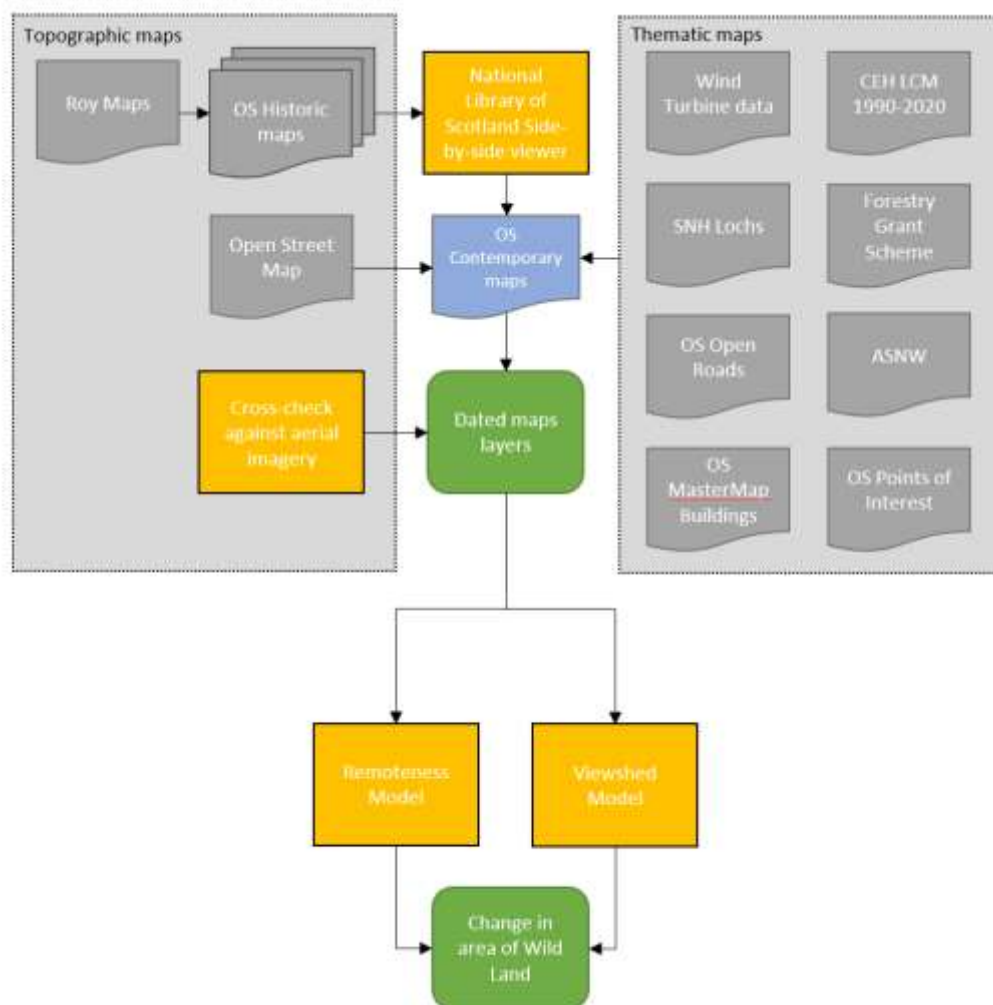 Topographic maps
Roy Maps
OS Historic
maps
National
Library of
Scotland Side-
by-side viewer
Open Street
Map
OS
Contemporary
maps
Cross-check
against aerial
imagery
Dated maps
layers
Thematic maps
Wind
Turbine data
CEH LCM
1990-2020
SNH Lochs
Forestry
Grant
Scheme
OS Open
Roads
ASNW
OS
MasterMap
Buildings
OS Points of
Interest
Remoteness
Model
Viewshed
Model
Change in
area of Wild
Land